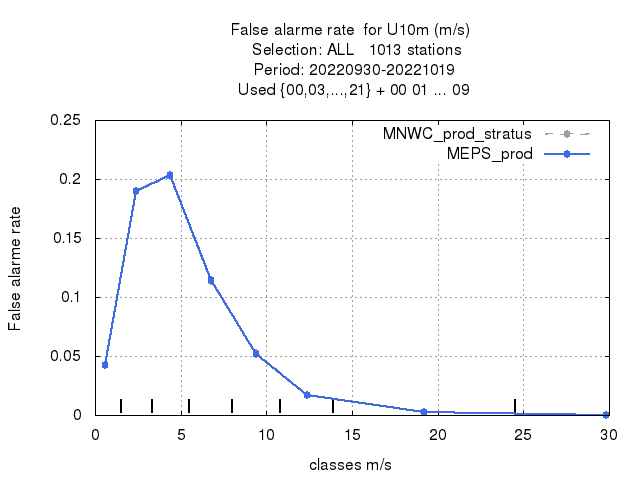 False alarme rate  for U10m (m/s)
Selection: ALL   1013 stations
Period: 20220930-20221019
Used {00,03,...,21} + 00 01 ... 09
MNWC_prod_stratus
MEPS_prod
False alarme rate
0.25
0.2
0.15
0.1
0.05
0
0 5 10 15 20 25 30
classes m/s